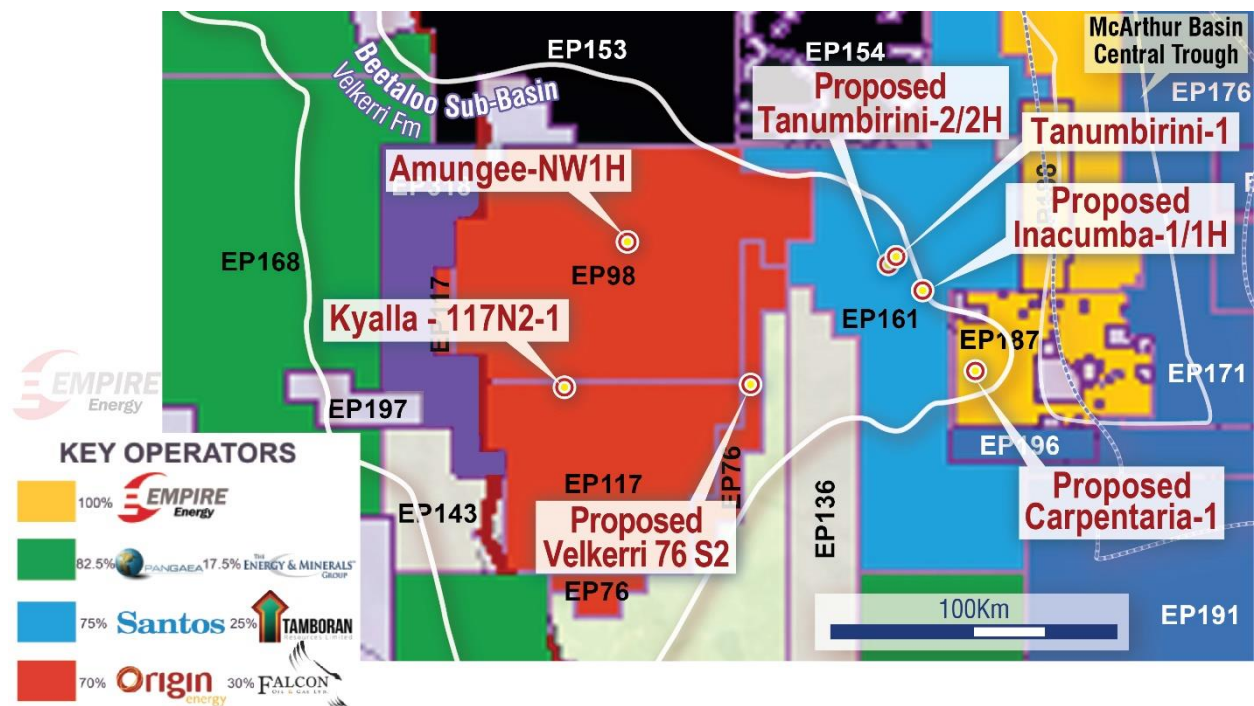 McArthur Basin
Central Trough
EP153
EP154
EP176
Beetaloo Sub-Basin
Velkerri Fm
Proposed
Tanumbirini-2/2H
Tanumbirini-1
Amungee-NW1H
EP318
Proposed
Inacumba-1/1H
EP168
EP98
EP117
Kyalla - 117N2-1
EP161
EP187
EP171
EMPIRE
Energy
EP197
EP196
KEY OPERATORS
100% EMPIRE
Energy
82.5% PANGAEA 17.5% THE
ENERGY & MINERALS
GROUP
75% Santos 25% TAMBORAN
Resources Limited
70% Origin
energy
30% FALCON
OIL & GAS LTD.
EP143
EP117
EP76
EP136
Proposed
Velkerri 76 S2
Proposed
Carpentaria-1
EP76
100Km
EP191